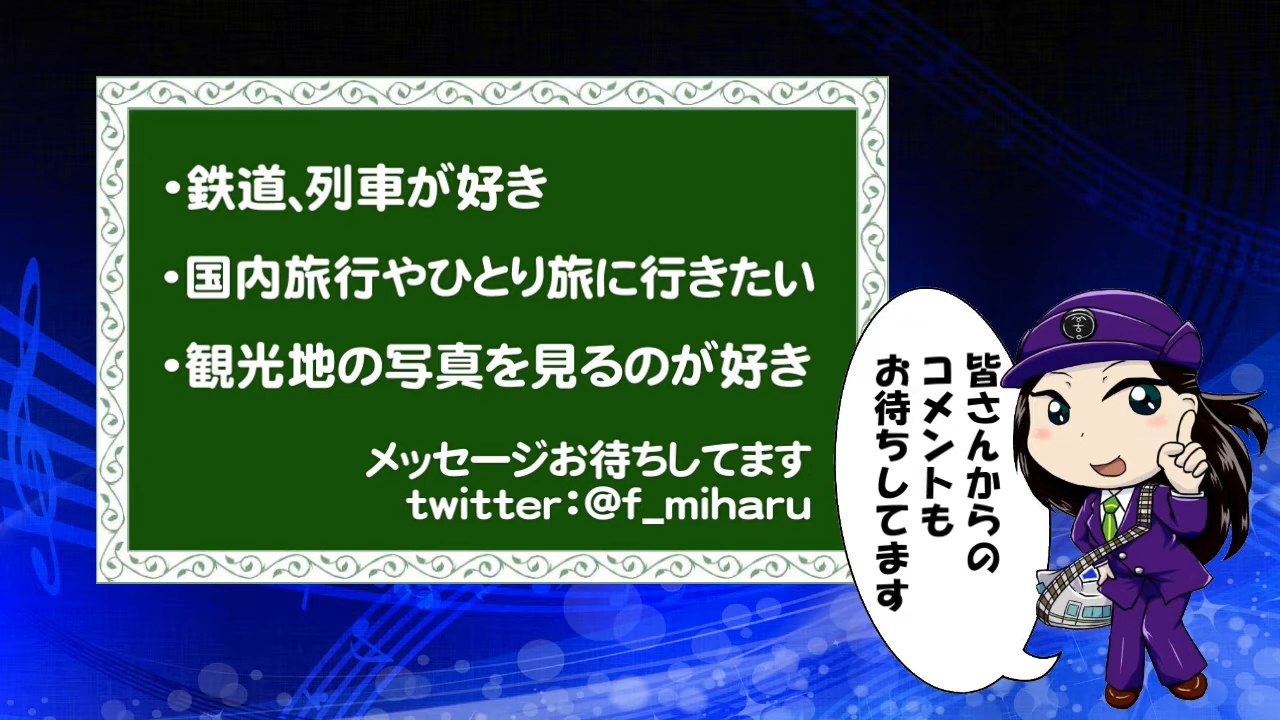 ・鉄道、列車が好き
・国内旅行やひとり旅に行きたい
・観光地の写真を見るのが好き
メッセージお待ちしてます
twitter：@f_miharu
皆さんからの
コメントも
お待ちしてます